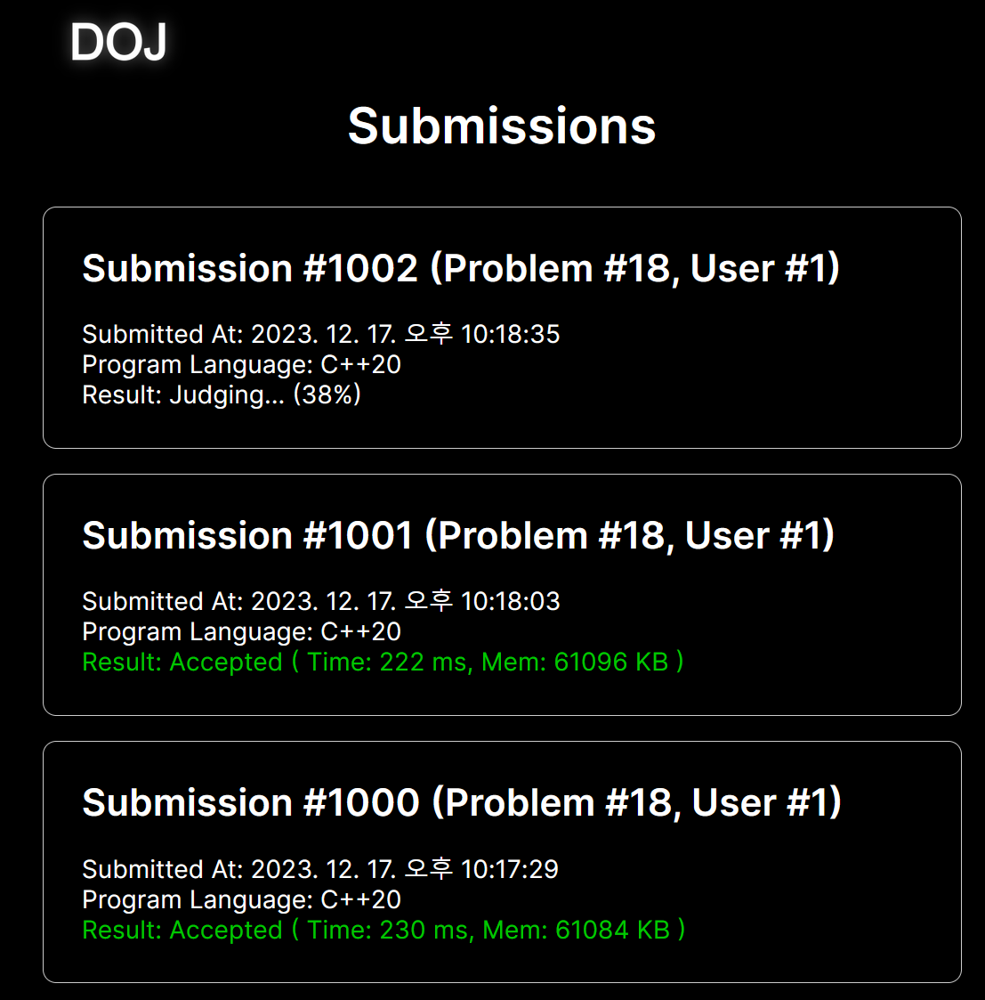 DOJ
Submissions
Submission #1002 (Problem #18, User #1)
Submitted At: 2023. 12. 17. 오후 10:18:35
Program Language: C++20
Result: Judging... (38%)
Submission #1001 (Problem #18, User #1)
Submitted At: 2023. 12. 17. 오후 10:18:03
Program Language: C++20
Result: Accepted ( Time: 222 ms, Mem: 61096 KB )
Submission #1000 (Problem #18, User #1)
Submitted At: 2023. 12. 17. 오후 10:17:29
Program Language: C++20
Result: Accepted ( Time: 230 ms, Mem: 61084 KB )